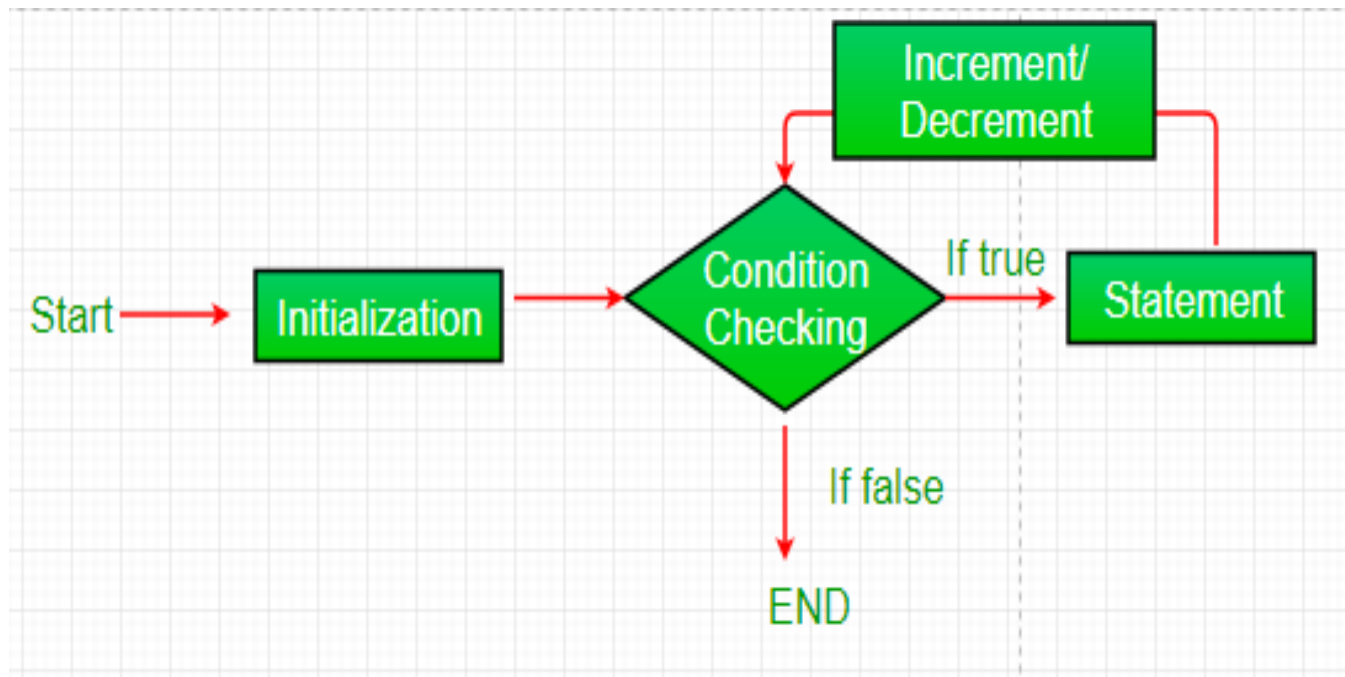 Increment/
Decrement
Start
Initialization
Condition
Checking
If true
Statement
If false
END